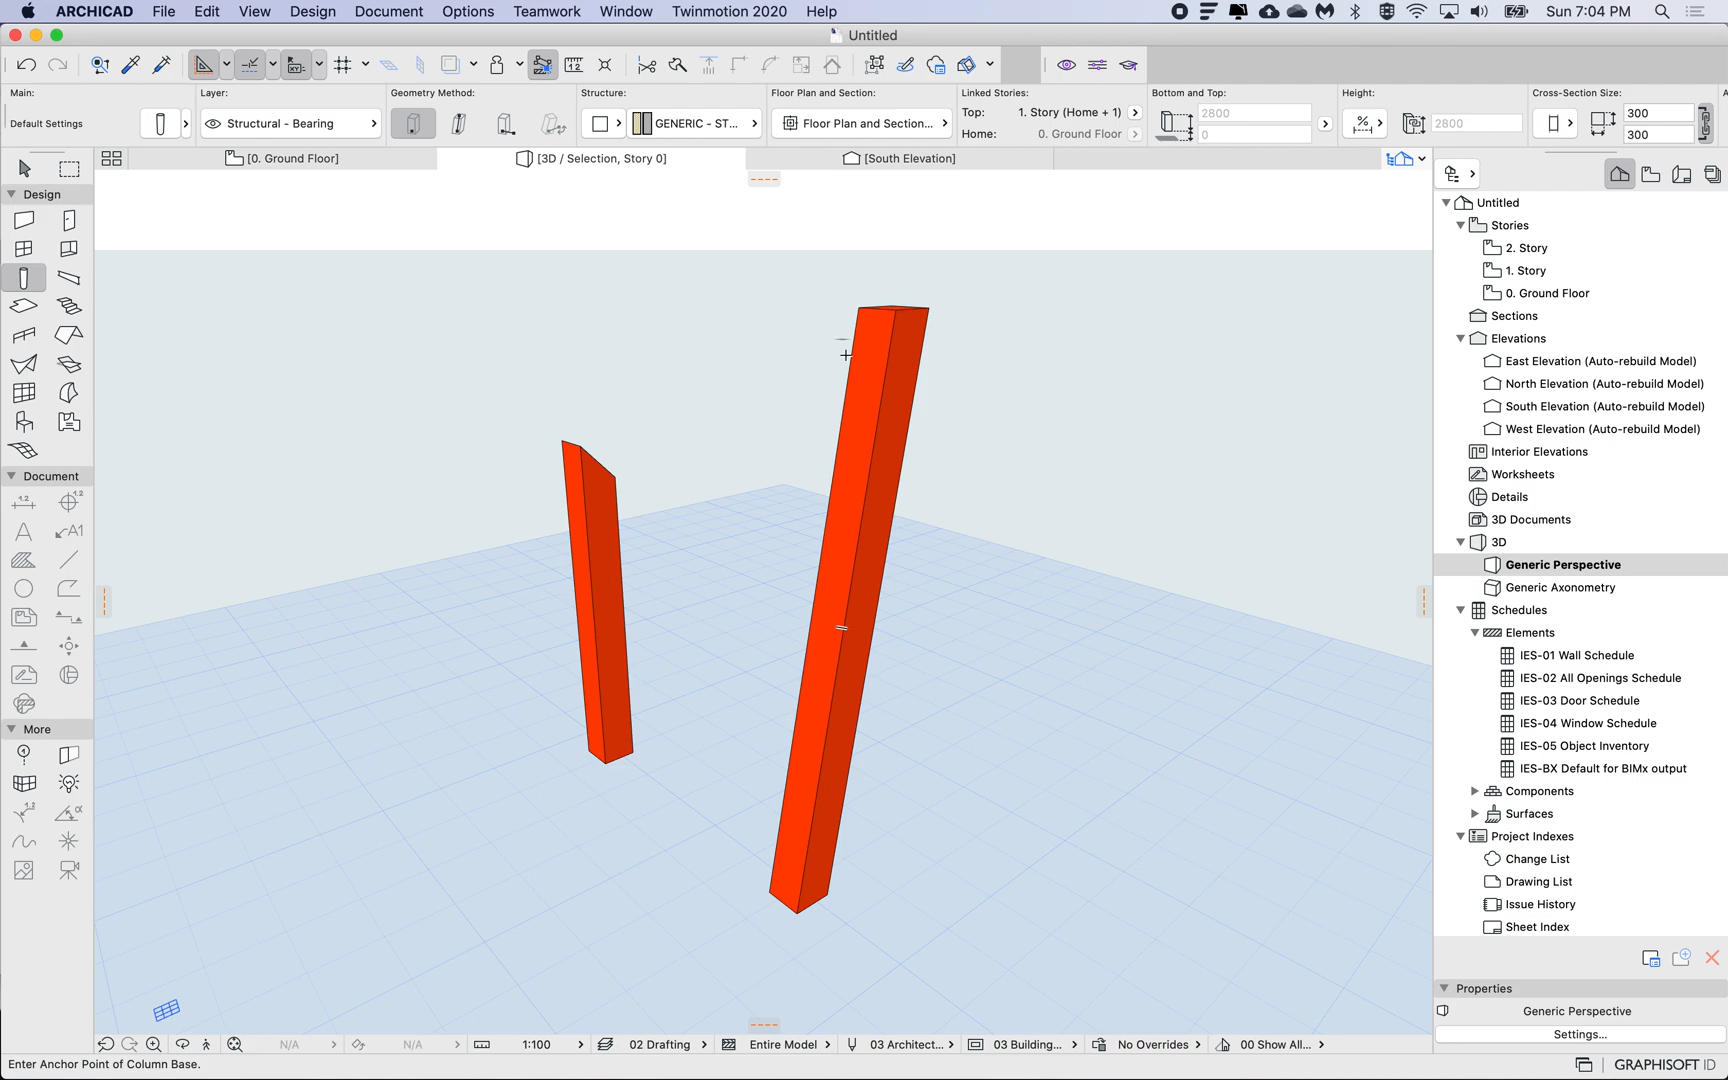 ARCHICAD File Edit View Design Document Options Teamwork Window Twinmotion 2020 Help Sun 7:04 PM
Untitled
Main: Layer: Geometry Method: Structure: Floor Plan and Section: Linked Stories: Bottom and Top: Height: Cross-Section Size:
Default Settings Structural - Bearing GENERIC - ST... Floor Plan and Section... Top: 1. Story (Home + 1) 2800 2800 300
Home: 0. Ground Floor 0 300
[0. Ground Floor] [3D / Selection, Story 0] [South Elevation]
Design
Document
More
Untitled
Stories
2. Story
1. Story
0. Ground Floor
Sections
Elevations
East Elevation (Auto-rebuild Model)
North Elevation (Auto-rebuild Model)
South Elevation (Auto-rebuild Model)
West Elevation (Auto-rebuild Model)
Interior Elevations
Worksheets
Details
3D Documents
3D
Generic Perspective
Generic Axonometry
Schedules
Elements
IES-01 Wall Schedule
IES-02 All Openings Schedule
IES-03 Door Schedule
IES-04 Window Schedule
IES-05 Object Inventory
IES-BX Default for BIMx output
Components
Surfaces
Project Indexes
Change List
Drawing List
Issue History
Sheet Index
Properties
Generic Perspective
Settings...
N/A N/A 1:100 02 Drafting Entire Model 03 Architect... 03 Building... No Overrides 00 Show All...
Enter Anchor Point of Column Base. GRAPHISOFT ID